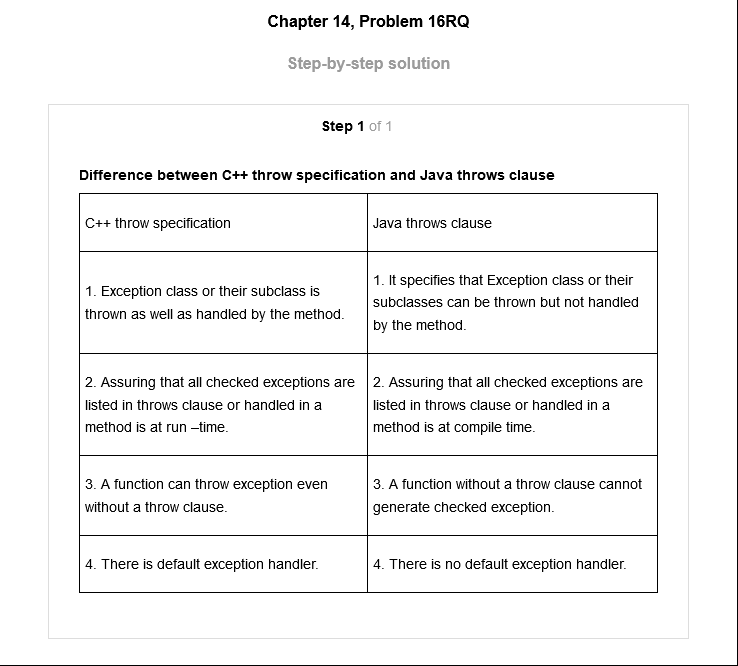 Chapter 14, Problem 16RQ
Step-by-step solution
Step 1 of 1
Difference between C++ throw specification and Java throws clause
C++ throw specification
Java throws clause
1. Exception class or their subclass is
thrown as well as handled by the method.
1. It specifies that Exception class or their
subclasses can be thrown but not handled
by the method.
2. Assuring that all checked exceptions are
listed in throws clause or handled in a
method is at run –time.
2. Assuring that all checked exceptions are
listed in throws clause or handled in a
method is at compile time.
3. A function can throw exception even
without a throw clause.
3. A function without a throw clause cannot
generate checked exception.
4. There is default exception handler.
4. There is no default exception handler.